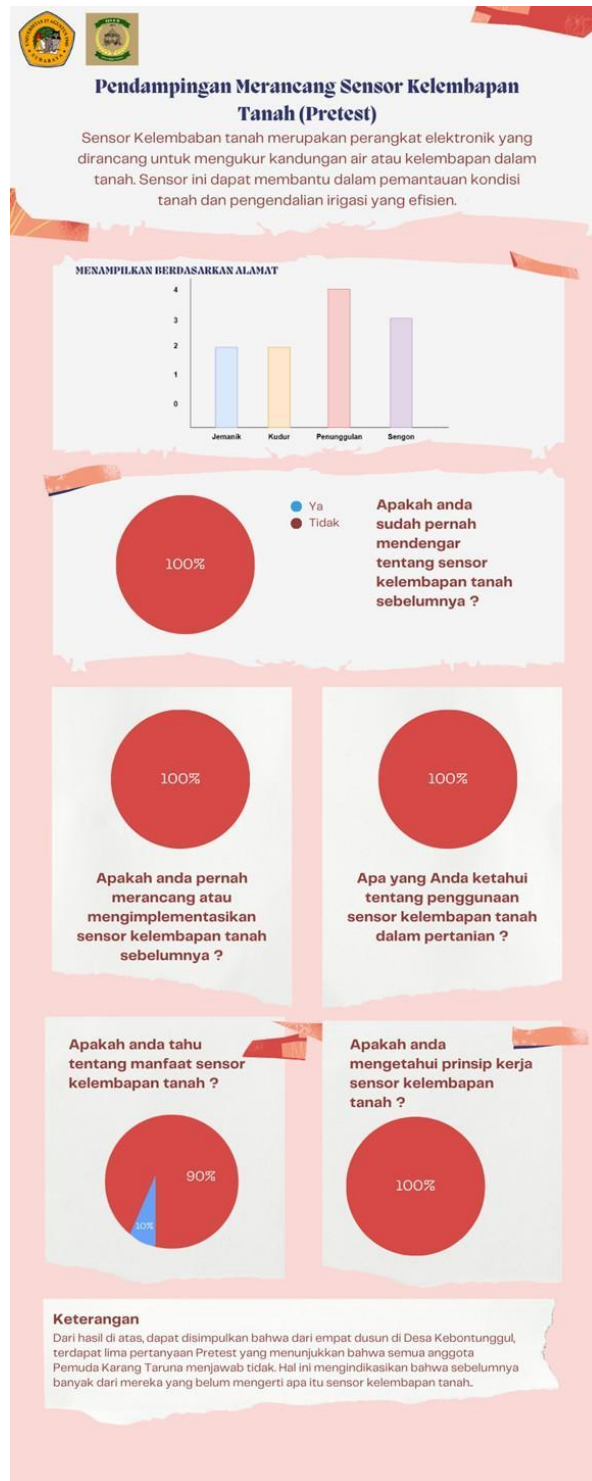 UNIVERSITAS 17 AGUSTUS 1945
SURABAYA
Pendampingan Merancang Sensor Kelembapan
Tanah (Pretest)
Sensor Kelembaban tanah merupakan perangkat elektronik yang
dirancang untuk mengukur kandungan air atau kelembapan dalam
tanah. Sensor ini dapat membantu dalam pemantauan kondisi
tanah dan pengendalian irigasi yang efisien.
MENAMPILKAN BERDASARKAN ALAMAT
4
3
2
1
0
Jemanik Kudur Penunggulan Sengon
100%
Ya
Tidak
Apakah anda
sudah pernah
mendengar
tentang sensor
kelembapan tanah
sebelumnya ?
100%
Apakah anda pernah
merancang atau
mengimplementasikan
sensor kelembapan tanah
sebelumnya ?
100%
Apa yang Anda ketahui
tentang penggunaan
sensor kelembapan tanah
dalam pertanian ?
Apakah anda tahu
tentang manfaat sensor
kelembapan tanah ?
90%
10%
Apakah anda
mengetahui prinsip kerja
sensor kelembapan
tanah ?
100%
Keterangan
Dari hasil di atas, dapat disimpulkan bahwa dari empat dusun di Desa Kebontunggul,
terdapat lima pertanyaan Pretest yang menunjukkan bahwa semua anggota
Pemuda Karang Taruna menjawab tidak. Hal ini mengindikasikan bahwa sebelumnya
banyak dari mereka yang belum mengerti apa itu sensor kelembapan tanah..